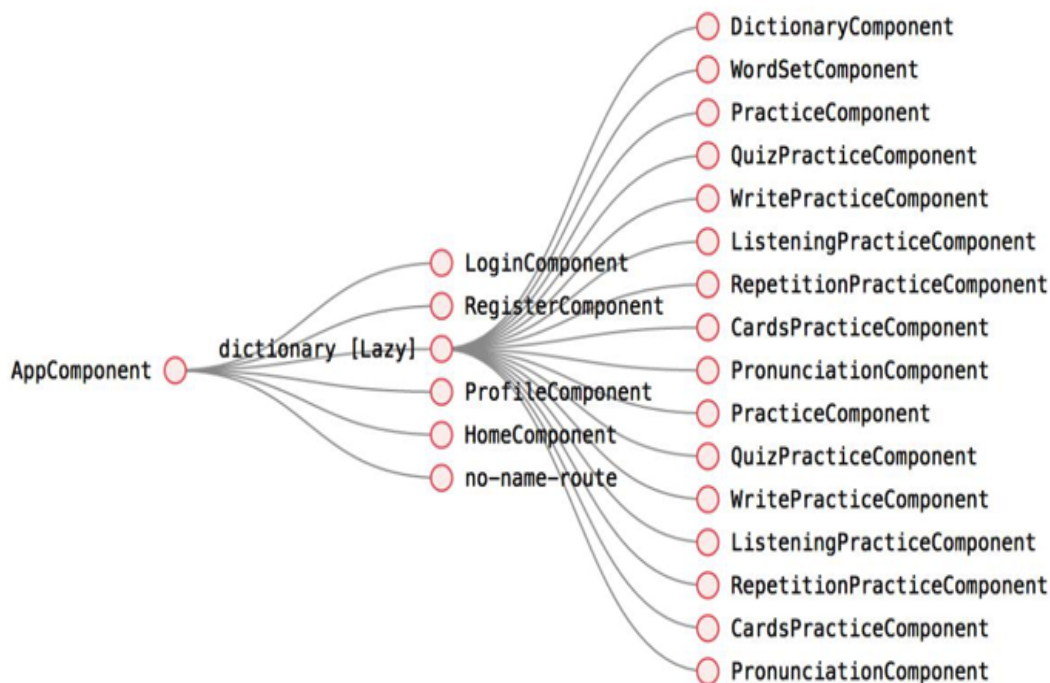 AppComponent
LoginComponent
RegisterComponent
dictionary [Lazy]
ProfileComponent
HomeComponent
no-name-route
DictionaryComponent
WordSetComponent
PracticeComponent
QuizPracticeComponent
WritePracticeComponent
ListeningPracticeComponent
RepetitionPracticeComponent
CardsPracticeComponent
PronunciationComponent
PracticeComponent
QuizPracticeComponent
WritePracticeComponent
ListeningPracticeComponent
RepetitionPracticeComponent
CardsPracticeComponent
PronunciationComponent